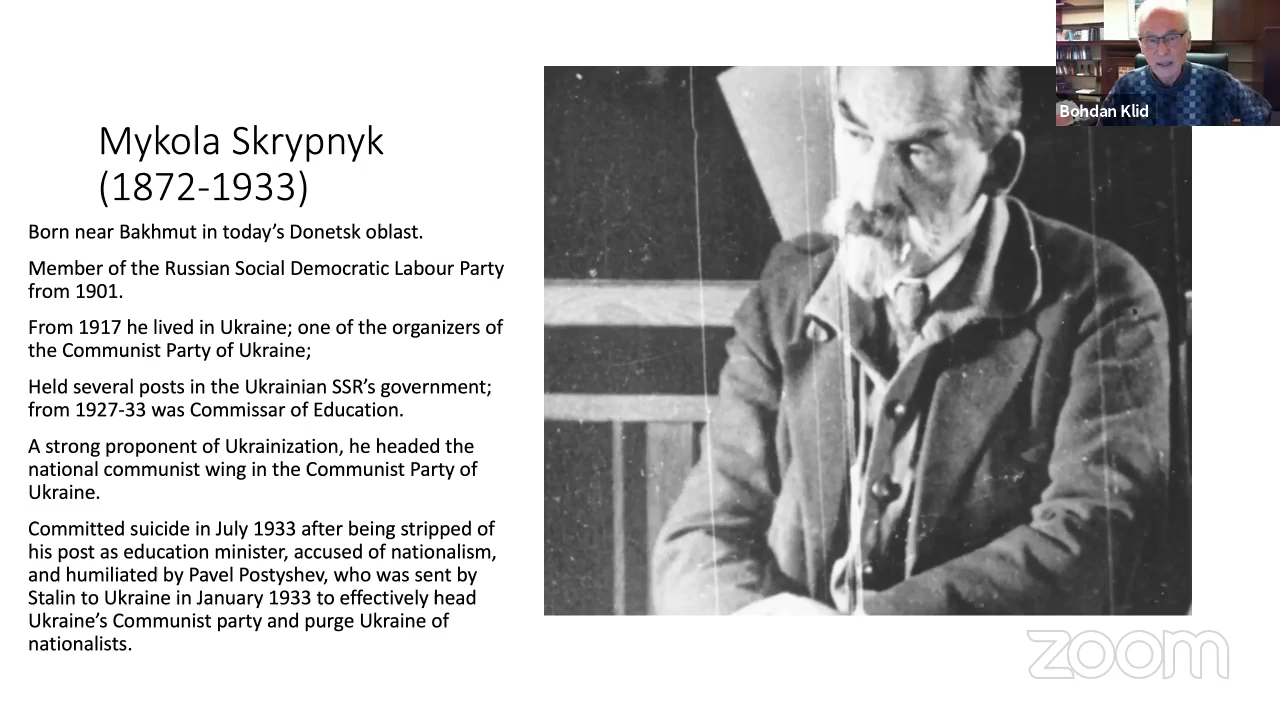 Mykola Skrypnyk
(1872-1933)
Born near Bakhmut in today’s Donetsk oblast.
Member of the Russian Social Democratic Labour Party
from 1901.
From 1917 he lived in Ukraine; one of the organizers of
the Communist Party of Ukraine;
Held several posts in the Ukrainian SSR’s government;
from 1927-33 was Commissar of Education.
A strong proponent of Ukrainization, he headed the
national communist wing in the Communist Party of
Ukraine.
Committed suicide in July 1933 after being stripped of
his post as education minister, accused of nationalism,
and humiliated by Pavel Postyshev, who was sent by
Stalin to Ukraine in January 1933 to effectively head
Ukraine’s Communist party and purge Ukraine of
nationalists.
Bohdan Klid
zoom